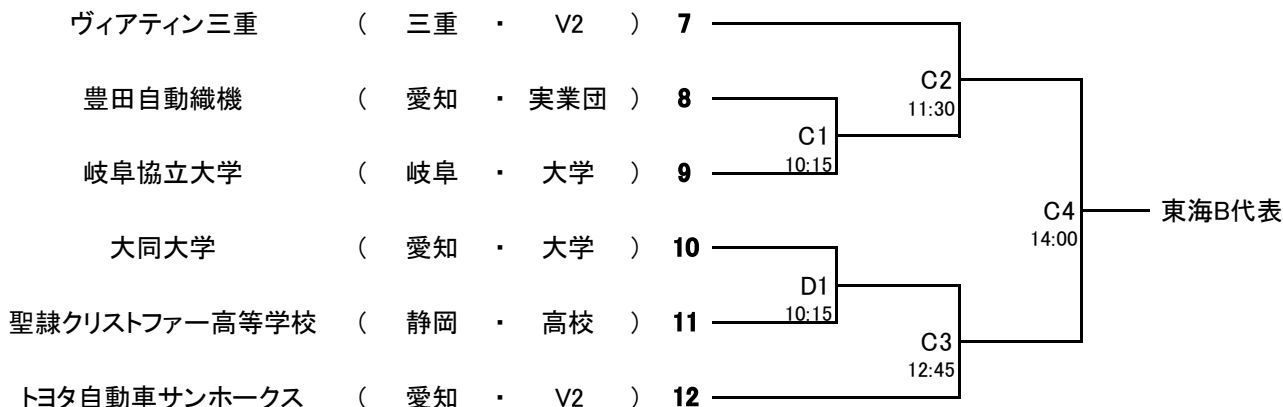 ヴィアティン三重 ( 三重 ・ V2 ) 7
豊田自動織機 ( 愛知 ・ 実業団 ) 8
岐阜協立大学 ( 岐阜 ・ 大学 ) 9
大同大学 ( 愛知 ・ 大学 ) 10
聖隷クリストファー高等学校 ( 静岡 ・ 高校 ) 11
トヨタ自動車サンホークス ( 愛知 ・ V2 ) 12
C1
10:15
D1
10:15
C2
11:30
C3
12:45
C4
14:00
東海B代表